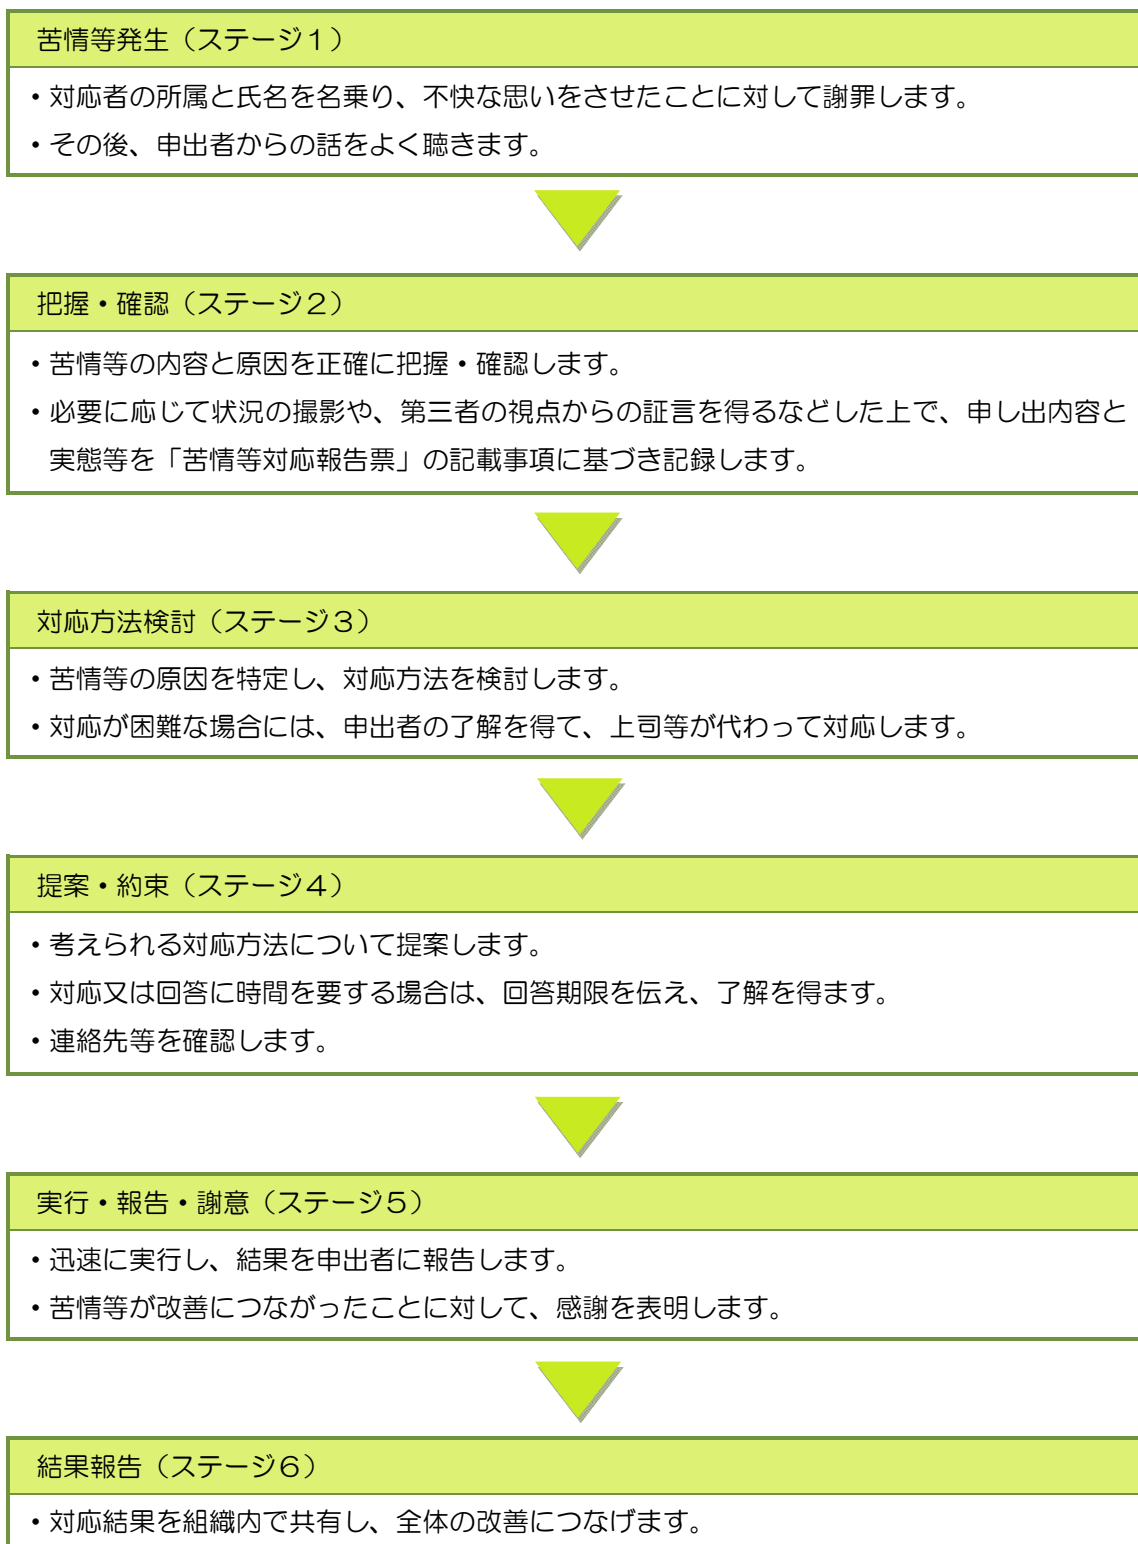 苦情等発生（ステージ１）
・対応者の所属と氏名を名乗り、不快な思いをさせたことに対して謝罪します。
・その後、申出者からの話をよく聴きます。
把握・確認（ステージ２）
・苦情等の内容と原因を正確に把握・確認します。
・必要に応じて状況の撮影や、第三者の視点からの証言を得るなどした上で、申し出内容と
実態等を「苦情等対応報告票」の記載事項に基づき記録します。
対応方法検討（ステージ３）
・苦情等の原因を特定し、対応方法を検討します。
・対応が困難な場合には、申出者の了解を得て、上司等が代わって対応します。
提案・約束（ステージ４）
・考えられる対応方法について提案します。
・対応又は回答に時間を要する場合は、回答期限を伝え、了解を得ます。
・連絡先等を確認します。
実行・報告・謝意（ステージ５）
・迅速に実行し、結果を申出者に報告します。
・苦情等が改善につながったことに対して、感謝を表明します。
結果報告（ステージ６）
・対応結果を組織内で共有し、全体の改善につなげます。